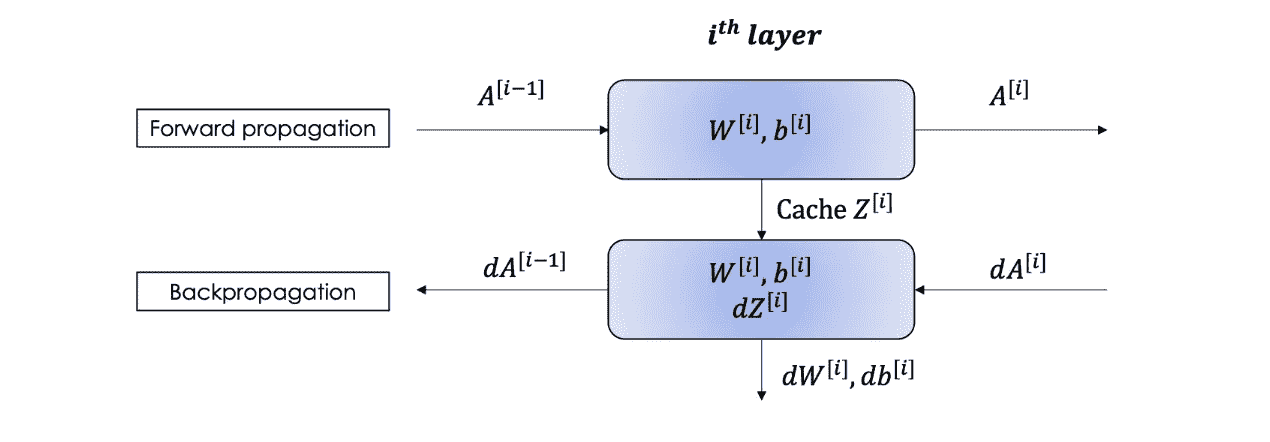 i^{th} layer
A^{[i−1]}
A^{[i]}
Forward propagation
W^{[i]}, b^{[i]}
Cache Z^{[i]}
dA^{[i−1]}
W^{[i]}, b^{[i]}
dA^{[i]}
Backpropagation
dZ^{[i]}
dW^{[i]}, db^{[i]}